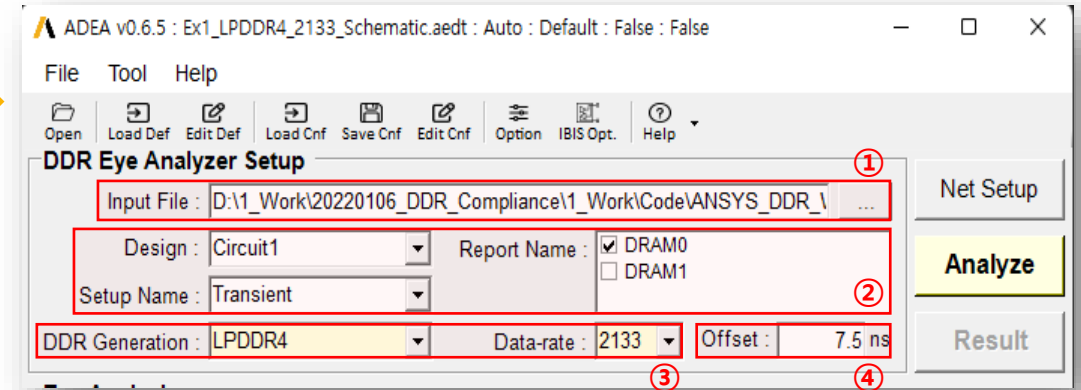 ADEA v0.6.5 : Ex1_LPDDR4_2133_Schematic.aedt : Auto : Default : False : False
File Tool Help
Open Load Def Edit Def Load Cnf Save Cnf Edit Cnf Option IBIS Opt. Help
DDR Eye Analyzer Setup
①
Input File : D:\1_Work\20220106_DDR_Compliance\1_Work\Code\ANSYS_DDR_\ ...
Net Setup
Design : Circuit1 Report Name : DRAM0
DRAM1
Analyze
Setup Name : Transient
②
DDR Generation : LPDDR4 Data-rate : 2133 Offset : 7.5 ns
Result
③ ④